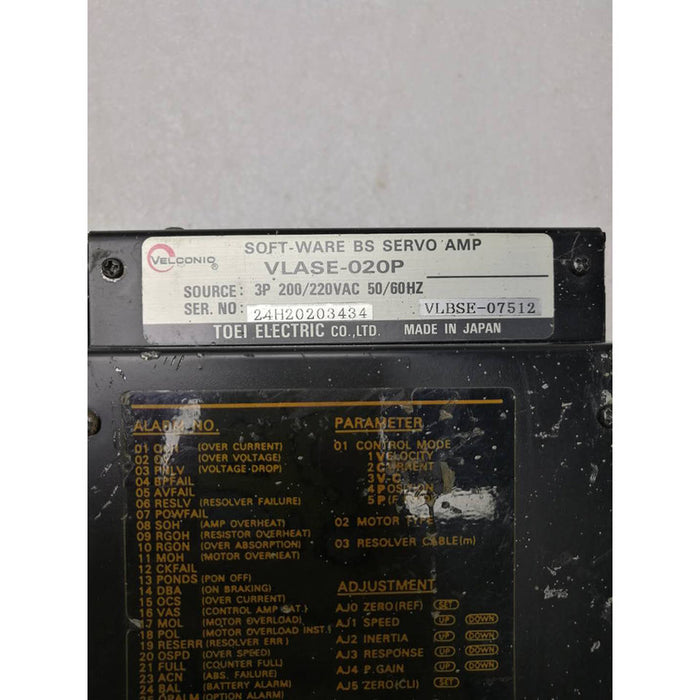 VELCONIC®
SOFT-WARE BS SERVO AMP
VLASE-020P
SOURCE: 3P 200/220VAC 50/60HZ
SER. NO: 24H20203434 VLBSE-07512
TOEI ELECTRIC CO.,LTD. MADE IN JAPAN
ALARM NO.
01 (OVER CURRENT)
02 (OVER VOLTAGE)
03 (VOLTAGE-DROP)
04 BPFAIL
05 AVFAIL
06 RESLV (RESOLVER FAILURE)
07 POWFAIL
08 SOH (AMP OVERHEAT)
09 RGOH (RESISTOR OVERHEAT)
10 RGON (OVER ABSORPTION)
11 MOH (MOTOR OVERHEAT)
12 CKFAIL
13 PONDS (PON OFF)
14 DBA (ON BRAKING)
15 OCS (OVER CURRENT)
16 VAS (CONTROL AMP SAT.)
17 MOL (MOTOR OVERLOAD)
18 POL (MOTOR OVERLOAD INST.)
19 RESERR (RESOLVER ERR)
20 OSPD (OVER SPEED)
21 FULL (COUNTER FULL)
23 ACN (ABS. FAILURE)
24 BAL (BATTERY ALARM)
(OPTION ALARM)
PARAMETER
01 CONTROL MODE
1 VELOCITY
2 CURRENT
3 V-C
4 POSITION
5 P(F
02 MOTOR TYPE
03 RESOLVER CABLE(m)
ADJUSTMENT
AJ0 ZERO(REF) SET
AJ1 SPEED UP DOWN
AJ2 INERTIA UP DOWN
AJ3 RESPONSE UP DOWN
AJ4 P.GAIN UP DOWN
AJ5 ZERO(CLI) SET